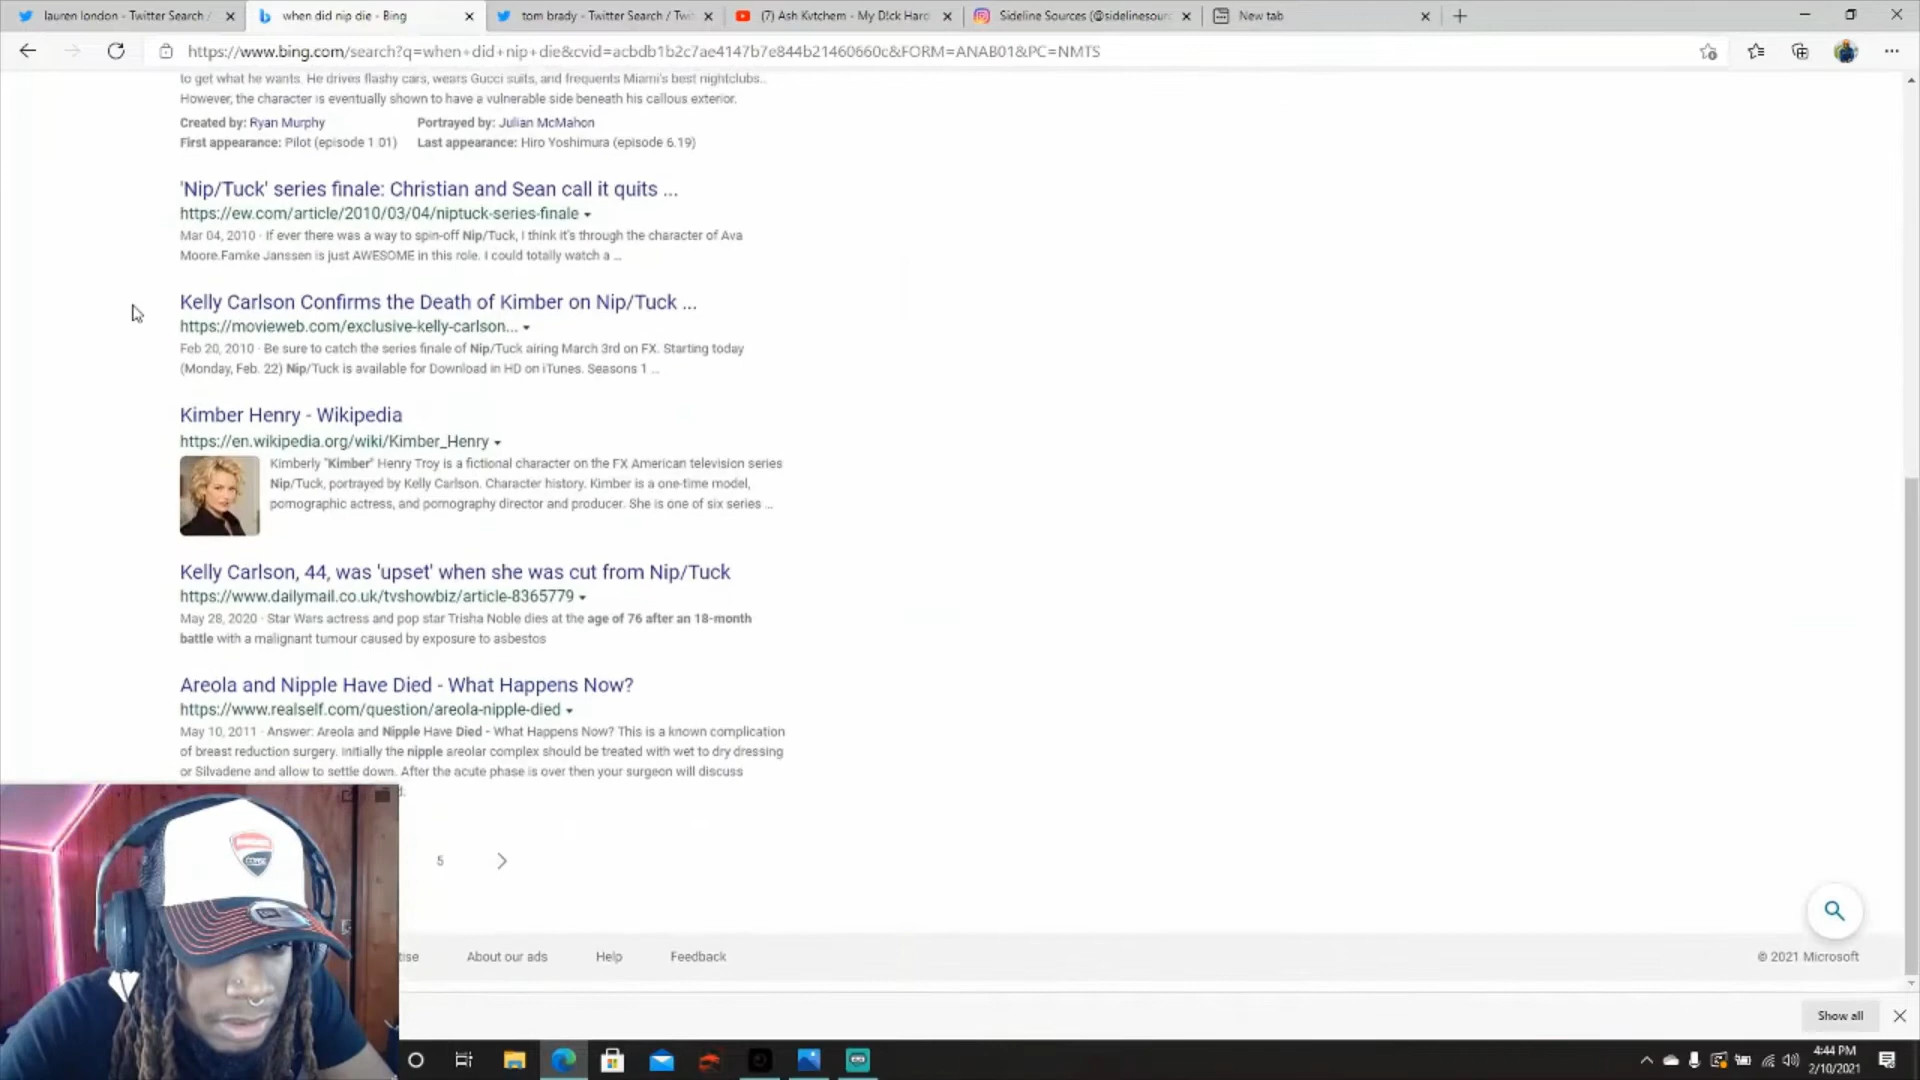 lauren london - Twitter Search /
when did nip die - Bing
tom brady - Twitter Search / Twi
(7) Ash Kvtchem - My D!ck Hard
Sideline Sources (@sidelinesourc
New tab
https://www.bing.com/search?q=when+did+nip+die&cvid=acbdb1b2c7ae4147b7e844b21460660c&FORM=ANAB01&PC=NMTS
to get what he wants. He drives flashy cars, wears Gucci suits, and frequents Miami's best nightclubs..
However, the character is eventually shown to have a vulnerable side beneath his callous exterior.
Created by: Ryan Murphy Portrayed by: Julian McMahon
First appearance: Pilot (episode 1.01) Last appearance: Hiro Yoshimura (episode 6.19)
'Nip/Tuck' series finale: Christian and Sean call it quits ...
https://ew.com/article/2010/03/04/niptuck-series-finale
Mar 04, 2010 · If ever there was a way to spin-off Nip/Tuck, I think it's through the character of Ava
Moore.Famke Janssen is just AWESOME in this role. I could totally watch a ...
Kelly Carlson Confirms the Death of Kimber on Nip/Tuck ...
https://movieweb.com/exclusive-kelly-carlson...
Feb 20, 2010 · Be sure to catch the series finale of Nip/Tuck airing March 3rd on FX. Starting today
(Monday, Feb. 22) Nip/Tuck is available for Download in HD on iTunes. Seasons 1 ...
Kimber Henry - Wikipedia
https://en.wikipedia.org/wiki/Kimber_Henry
Kimberly "Kimber" Henry Troy is a fictional character on the FX American television series
Nip/Tuck, portrayed by Kelly Carlson. Character history. Kimber is a one-time model,
pornographic actress, and pornography director and producer. She is one of six series ...
Kelly Carlson, 44, was 'upset' when she was cut from Nip/Tuck
https://www.dailymail.co.uk/tvshowbiz/article-8365779
May 28, 2020 · Star Wars actress and pop star Trisha Noble dies at the age of 76 after an 18-month
battle with a malignant tumour caused by exposure to asbestos
Areola and Nipple Have Died - What Happens Now?
https://www.realself.com/question/areola-nipple-died
May 10, 2011 · Answer: Areola and Nipple Have Died - What Happens Now? This is a known complication
of breast reduction surgery. Initially the nipple areolar complex should be treated with wet to dry dressing
or Silvadene and allow to settle down. After the acute phase is over then your surgeon will discuss
d.
5
tise About our ads Help Feedback
© 2021 Microsoft
Show all
4:44 PM
2/10/2021